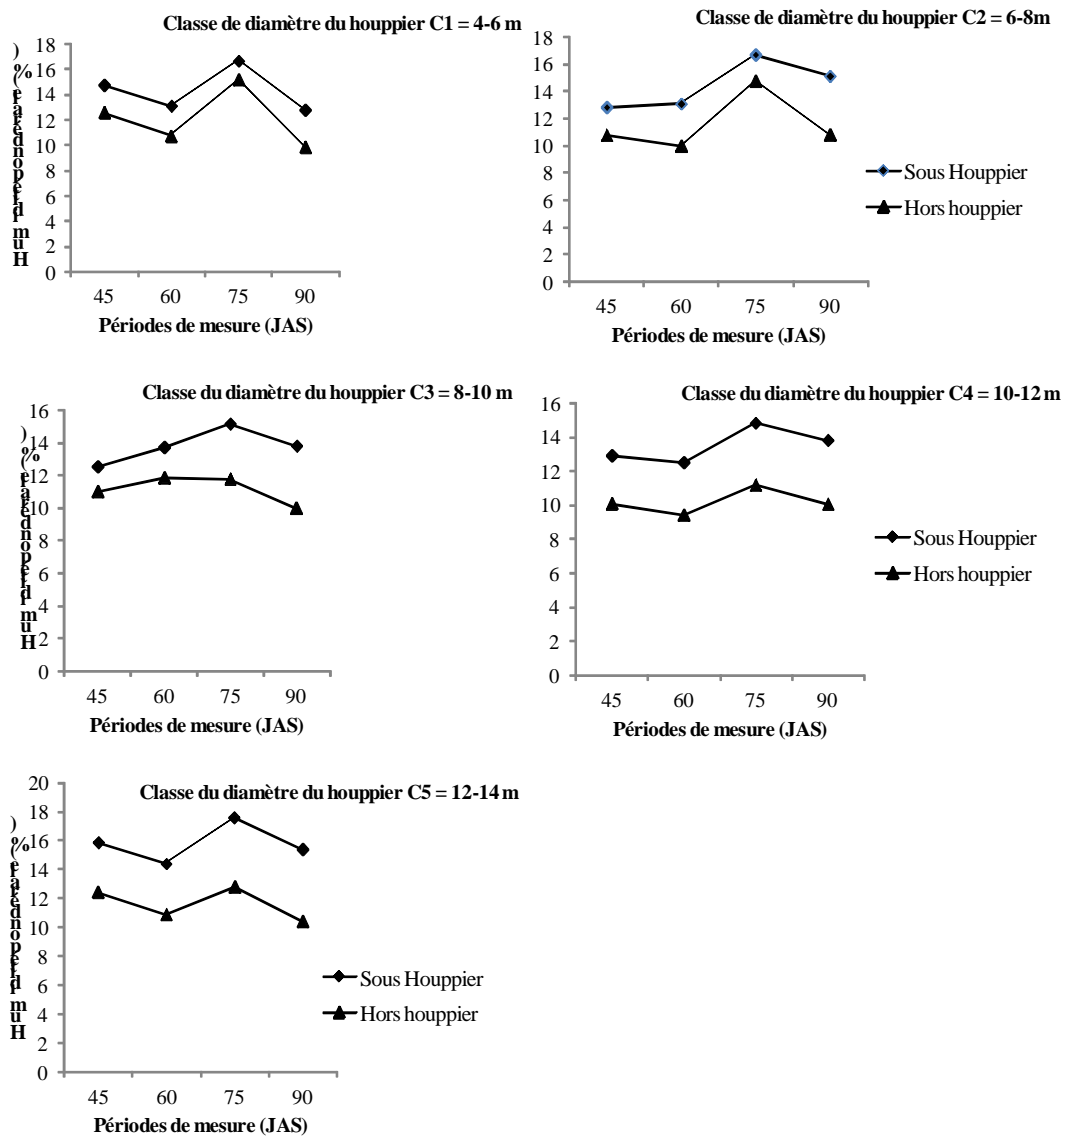 Classe de diamètre du houppier C1 = 4-6 m
Humidité pondérale (%)
18
16
14
12
10
8
6
4
2
0
45 60 75 90
Périodes de mesure (JAS)
Classe de diamètre du houppier C2 = 6-8m
18
16
14
12
10
8
6
4
2
0
45 60 75 90
Périodes de mesure (JAS)
Sous Houppier
Hors houppier
Classe du diamètre du houppier C3 = 8-10 m
Humidité pondérale (%)
16
14
12
10
8
6
4
2
0
45 60 75 90
Périodes de mesure (JAS)
Classe du diamètre du houppier C4 = 10-12 m
16
14
12
10
8
6
4
2
0
45 60 75 90
Périodes de mesure (JAS)
Sous Houppier
Hors houppier
Classe du diamètre du houppier C5 = 12-14 m
Humidité pondérale (%)
20
18
16
14
12
10
8
6
4
2
0
45 60 75 90
Périodes de mesure (JAS)
Sous Houppier
Hors houppier